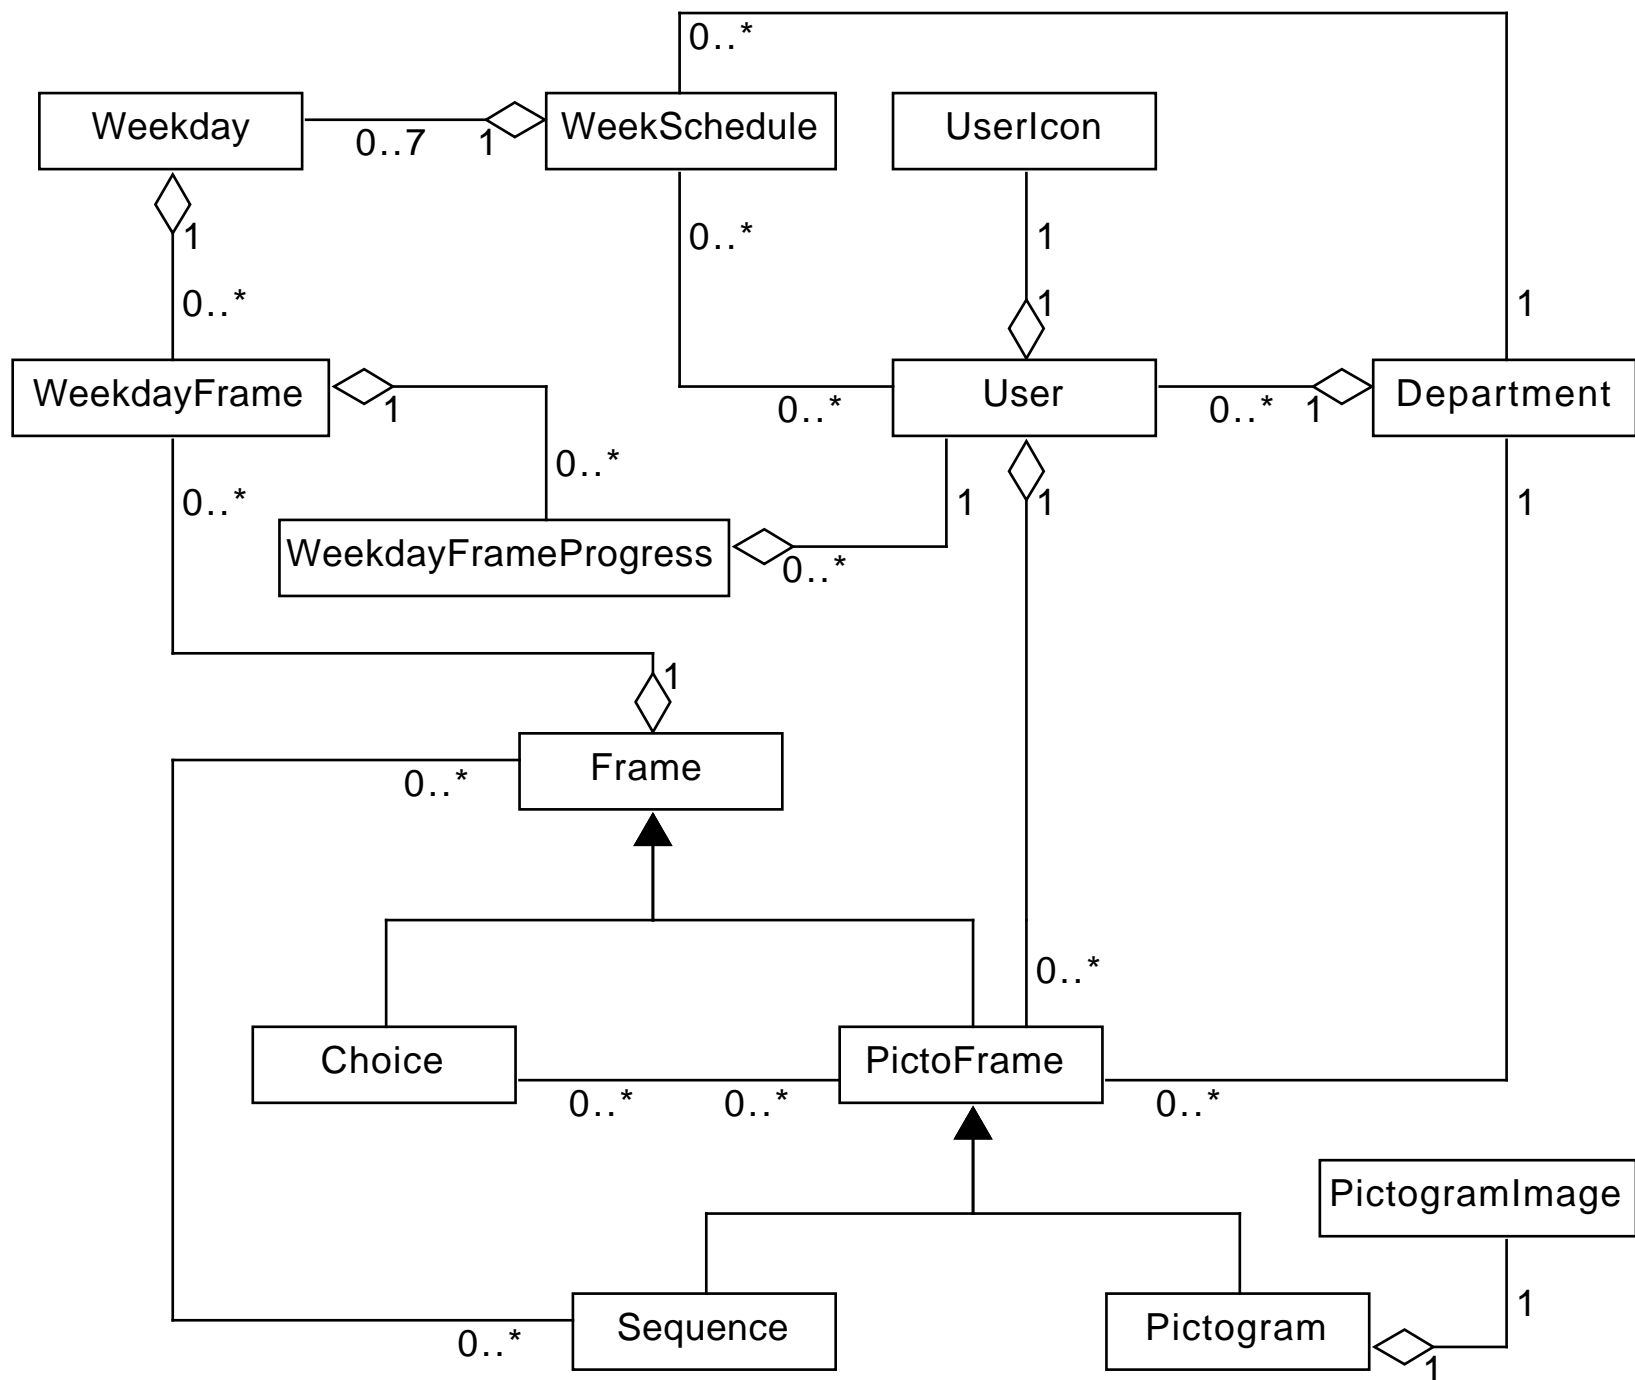 0..*
Weekday
0..7
1
WeekSchedule
UserIcon
1
0..*
1
0..*
1
1
WeekdayFrame
1
0..*
User
0..*
1
Department
0..*
0..*
1
1
1
WeekdayFrameProgress
0..*
1
Frame
0..*
0..*
Choice
PictoFrame
0..*
0..*
0..*
PictogramImage
1
Sequence
Pictogram
0..*
1